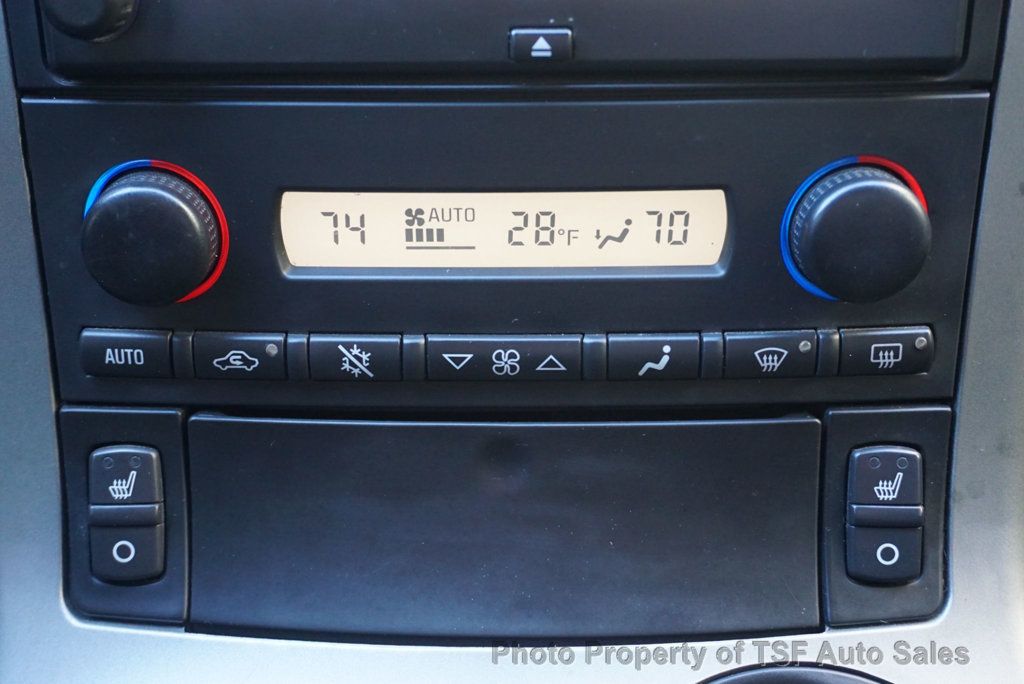 74 AUTO 28°F 70
AUTO
Photo Property of TSF Auto Sales